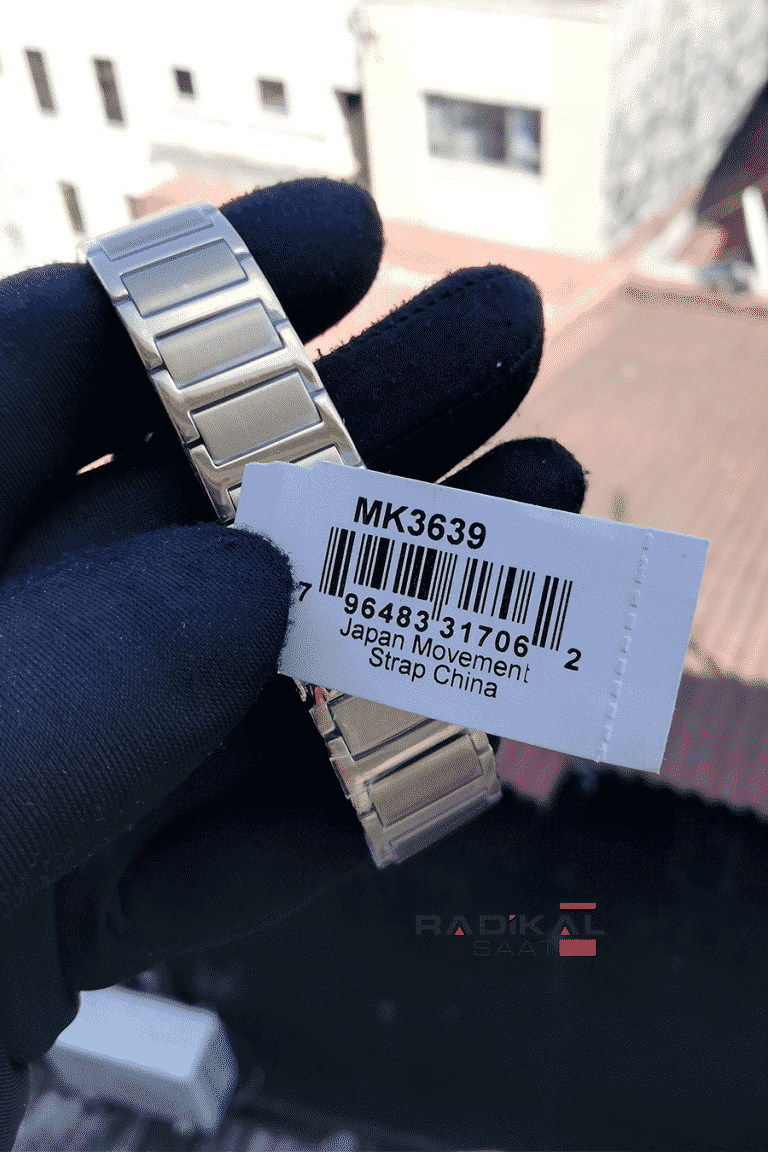 MK3639
7 96483 31706 2
Japan Movement
Strap China
RADİKAL
SAAT